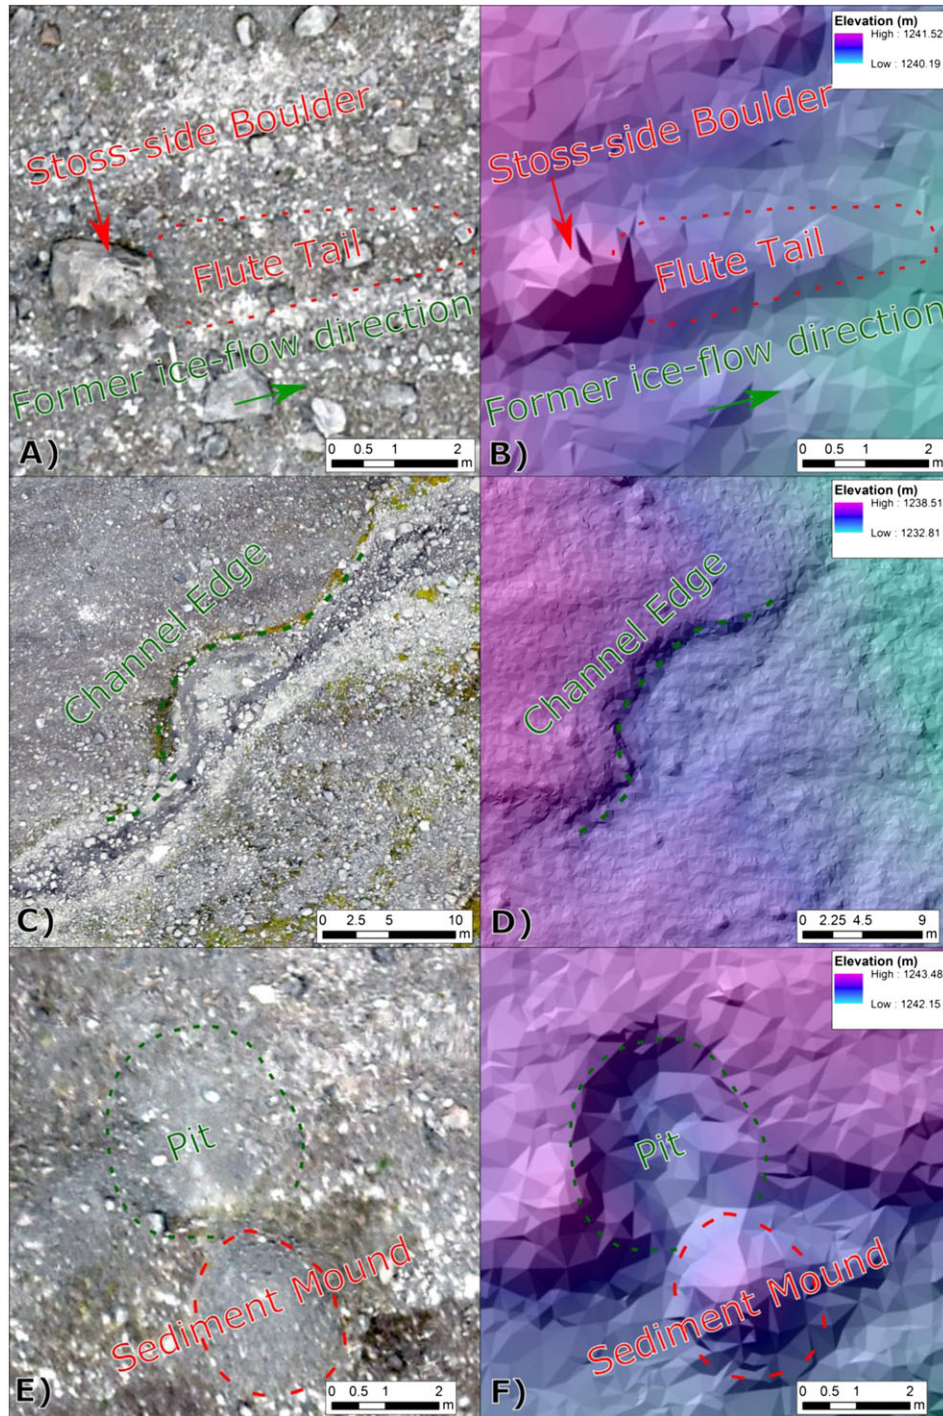 Stoss-side Boulder
Flute Tail
Former ice-flow direction
A)
0 0.5 1 2
m
Elevation (m)
High : 1241.52
Low : 1240.19
Stoss-side Boulder
Flute Tail
Former ice-flow direction
B)
0 0.5 1 2
m
Channel Edge
C)
0 2.5 5 10
m
Elevation (m)
High : 1238.51
Low : 1232.81
Channel Edge
D)
0 2.25 4.5 9
m
Pit
Sediment Mound
E)
0 0.5 1 2
m
Elevation (m)
High : 1243.48
Low : 1242.15
Pit
Sediment Mound
F)
0 0.5 1 2
m